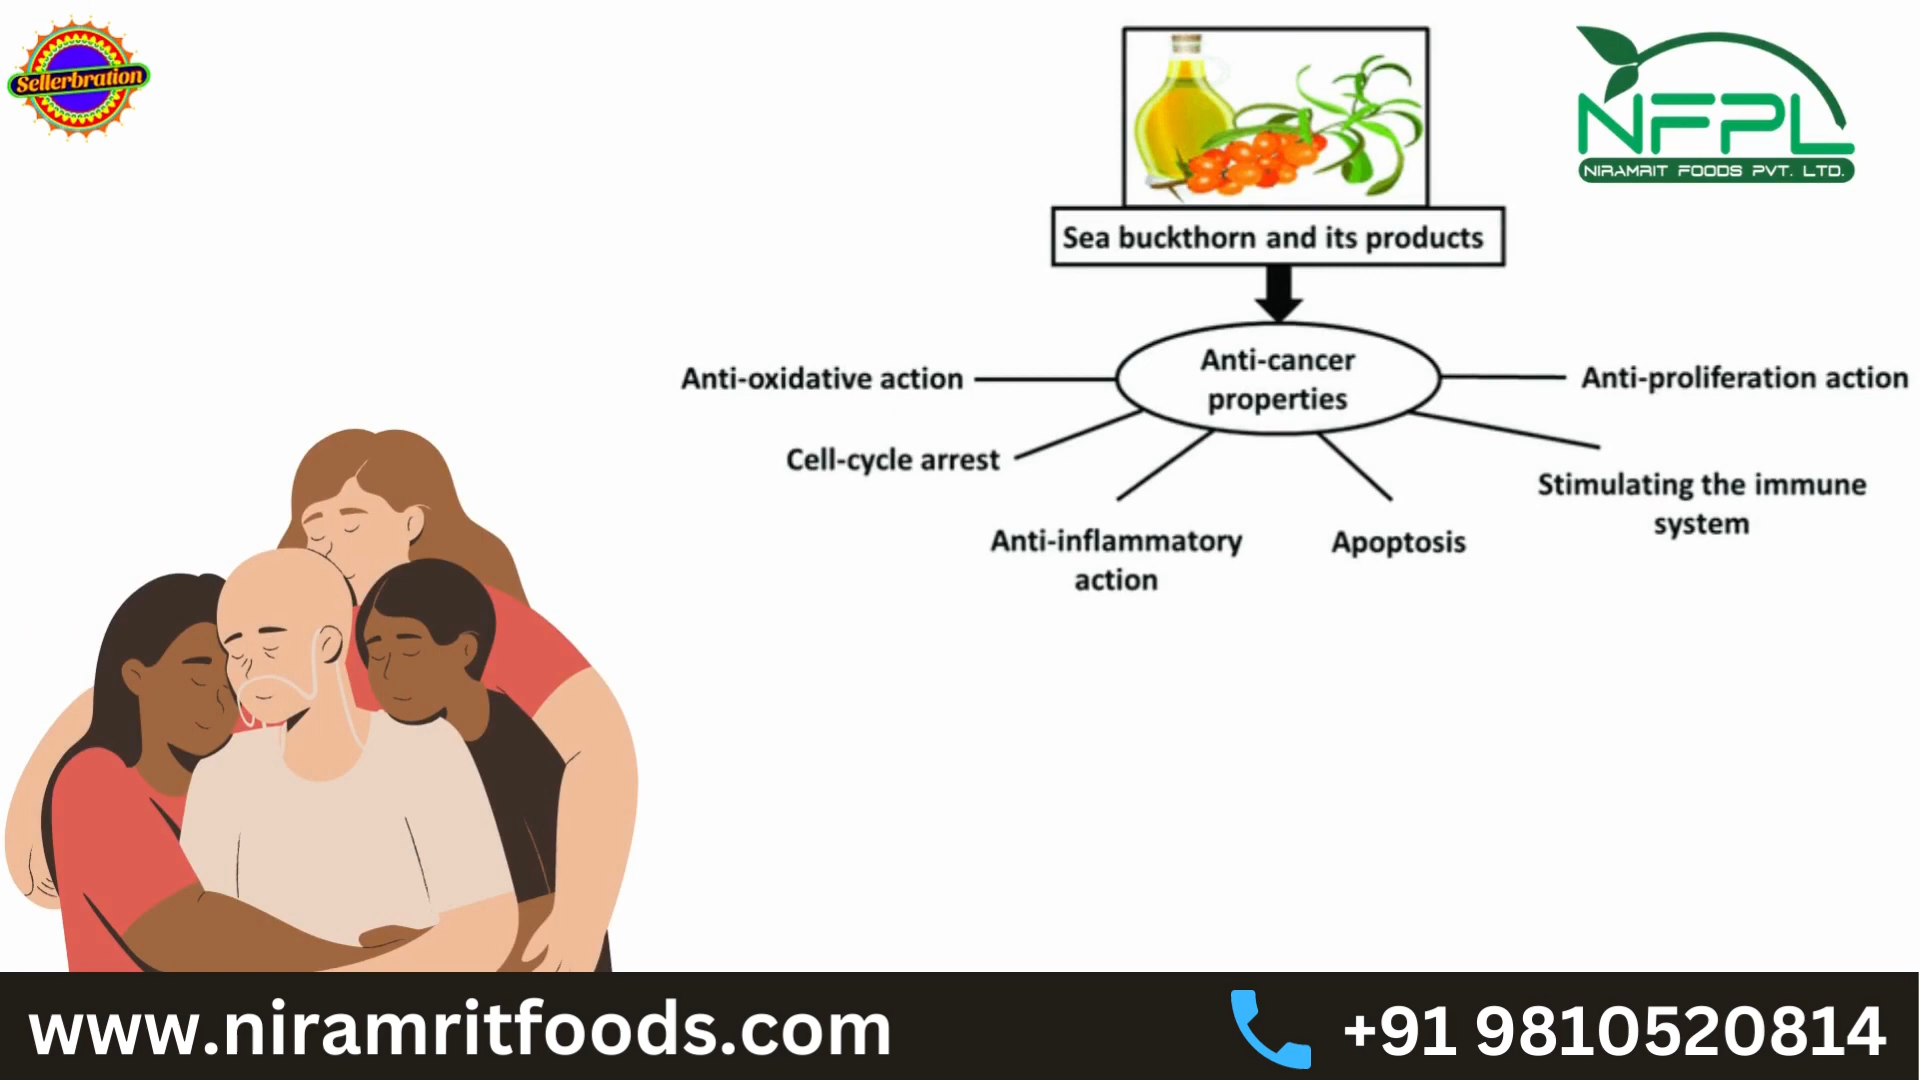 Sellerbration
NFPL
NIRAMRIT FOODS PVT. LTD.
Sea buckthorn and its products
Anti-cancer
properties
Anti-oxidative action
Anti-proliferation action
Cell-cycle arrest
Stimulating the immune
system
Anti-inflammatory
action
Apoptosis
www.niramritfoods.com
+91 9810520814